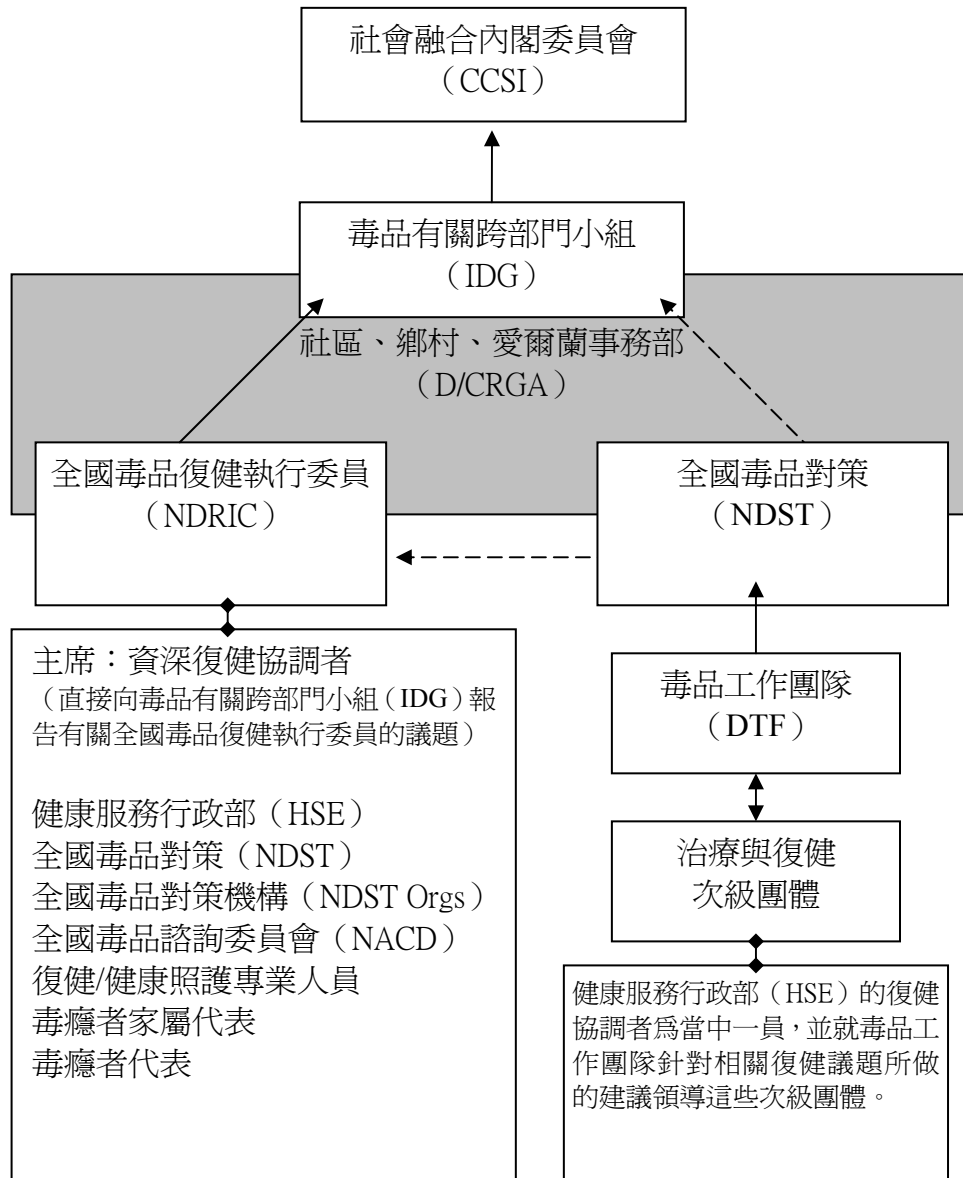 社會融合內閣委員會
（CCSI）
毒品有關跨部門小組
（IDG）
社區、鄉村、愛爾蘭事務部
（D/CRGA）
全國毒品復健執行委員
（NDRIC）
全國毒品對策
（NDST）
主席：資深復健協調者
（直接向毒品有關跨部門小組（IDG）報
告有關全國毒品復健執行委員的議題）
健康服務行政部（HSE）
全國毒品對策（NDST）
全國毒品對策機構（NDST Orgs）
全國毒品諮詢委員會（NACD）
復健/健康照護專業人員
毒癮者家屬代表
毒癮者代表
毒品工作團隊
（DTF）
治療與復健
次級團體
健康服務行政部（HSE）的復健
協調者為當中一員，並就毒品工
作團隊針對相關復健議題所做
的建議領導這些次級團體。